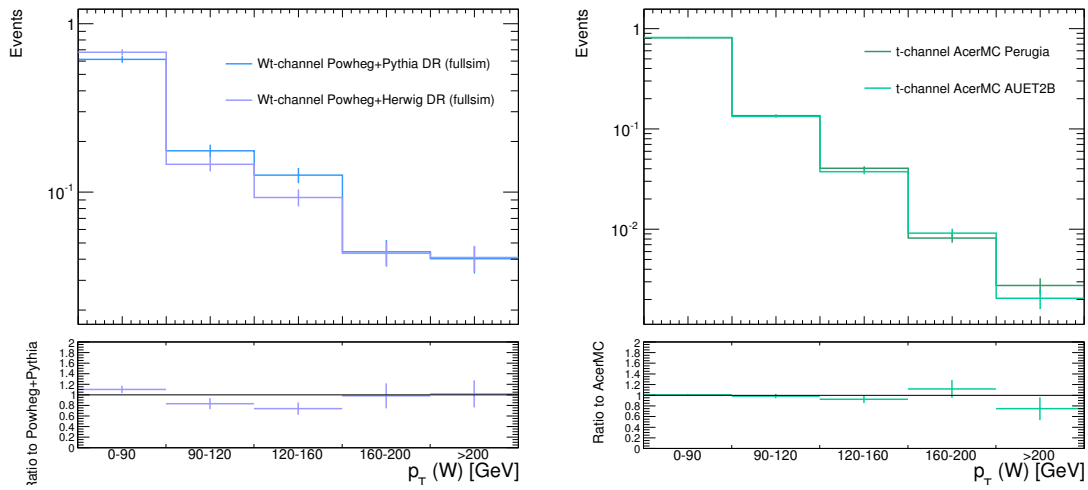 Events
1
10^-1
Wt-channel Powheg+Pythia DR (fullsim)
Wt-channel Powheg+Herwig DR (fullsim)
Ratio to Powheg+Pythia
2
1.8
1.6
1.4
1.2
1
0.8
0.6
0.4
0.2
0
0-90 90-120 120-160 160-200 >200
p_T (W) [GeV]
Events
1
10^-1
10^-2
t-channel AcerMC Perugia
t-channel AcerMC AUET2B
Ratio to AcerMC
2
1.8
1.6
1.4
1.2
1
0.8
0.6
0.4
0.2
0
0-90 90-120 120-160 160-200 >200
p_T (W) [GeV]